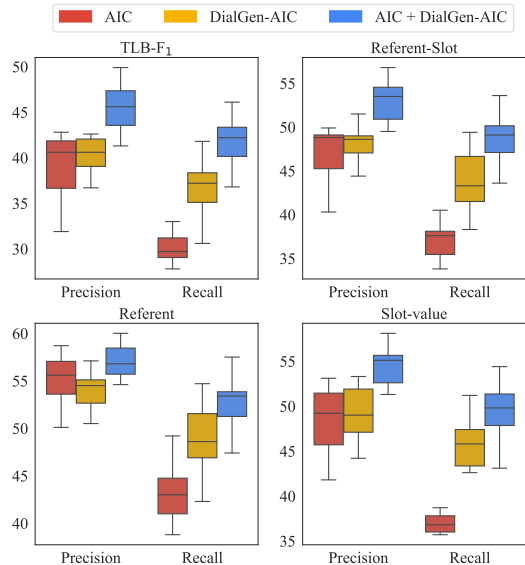 AIC DialGen-AIC AIC + DialGen-AIC
TLB-F₁
50
45
40
35
30
Precision Recall
Referent-Slot
55
50
45
40
35
Precision Recall
Referent
60
55
50
45
40
Precision Recall
Slot-value
55
50
45
40
35
Precision Recall